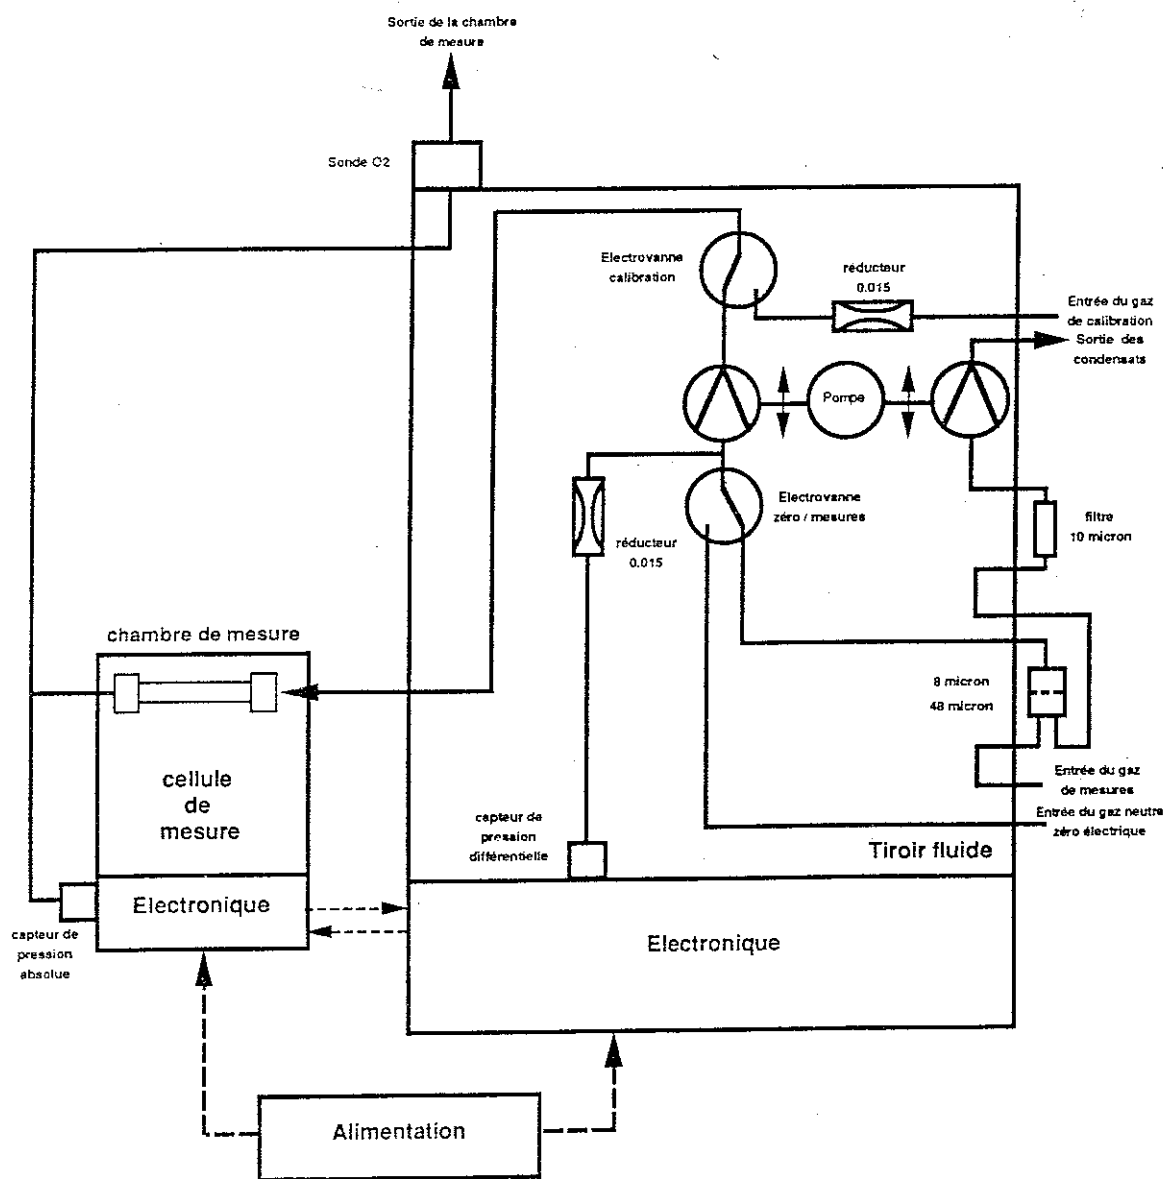 Sortie de la chambre
de mesure
Sonde O2
Electrovanne
calibration
réducteur
0.015
Entrée du gaz
de calibration
Sortie des
condensats
Pompe
Electrovanne
zéro / mesures
filtre
10 micron
réducteur
0.015
chambre de mesure
8 micron
48 micron
cellule
de
mesure
Entrée du gaz
de mesures
Entrée du gaz neutre
zéro électrique
capteur de
pression
différentielle
Tiroir fluide
Electronique
capteur de
pression
absolue
Electronique
Alimentation